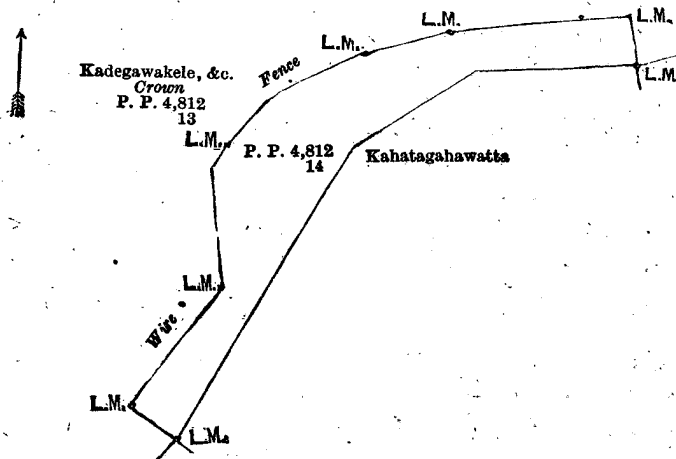 L.M.
L.M.
L.M.
Fence
L.M
Kadegawakele, &c.
Crown
P. P. 4,812
13
L.M.
P. P. 4,812
14
Kahatagahawatta
L.M.
Wire
L.M.
L.M.